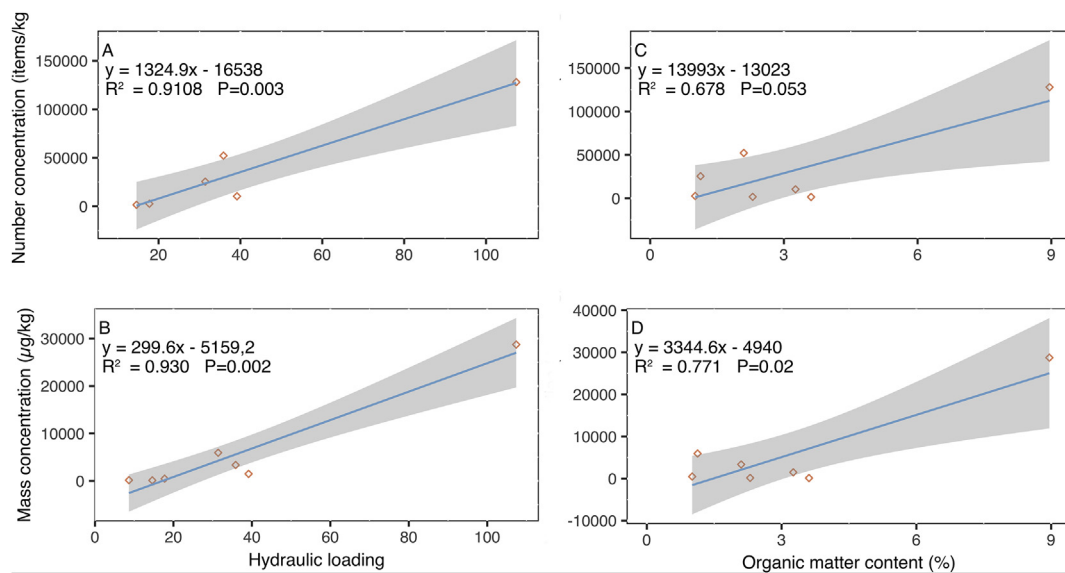 Number concentration (items/kg
A
y = 1324.9x - 16538
R² = 0.9108 P=0.003
150000
100000
50000
0
20
40
60
80
100
C
y = 13993x - 13023
R² = 0.678 P=0.053
150000
100000
50000
0
0
3
6
9
Mass concentration (µg/kg)
B
y = 299.6x - 5159,2
R² = 0.930 P=0.002
30000
20000
10000
0
0
20
40
60
80
100
Hydraulic loading
D
y = 3344.6x - 4940
R² = 0.771 P=0.02
40000
30000
20000
10000
0
-10000
0
3
6
9
Organic matter content (%)